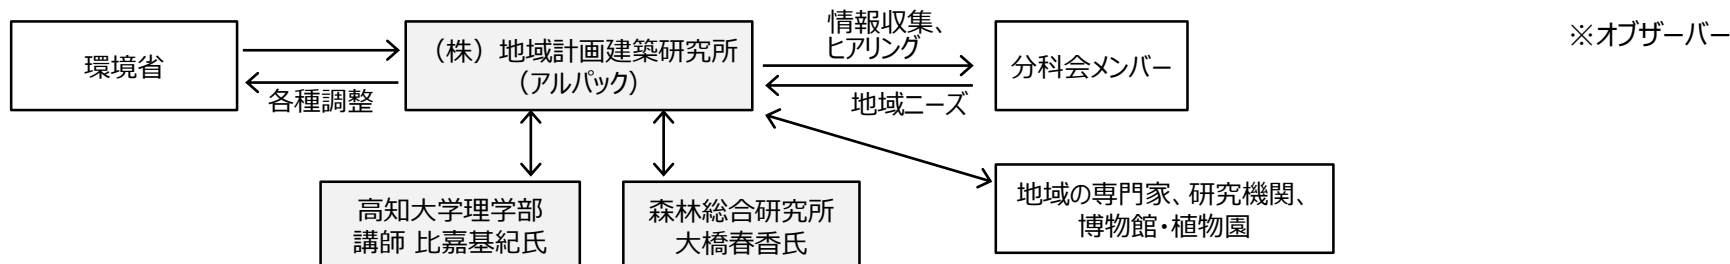 環境省
各種調整
（株）地域計画建築研究所
（アルパック）
情報収集、
ヒアリング
地域ニーズ
分科会メンバー
※オブザーバー
高知大学理学部
講師 比嘉基紀氏
森林総合研究所
大橋春香氏
地域の専門家、研究機関、
博物館・植物園